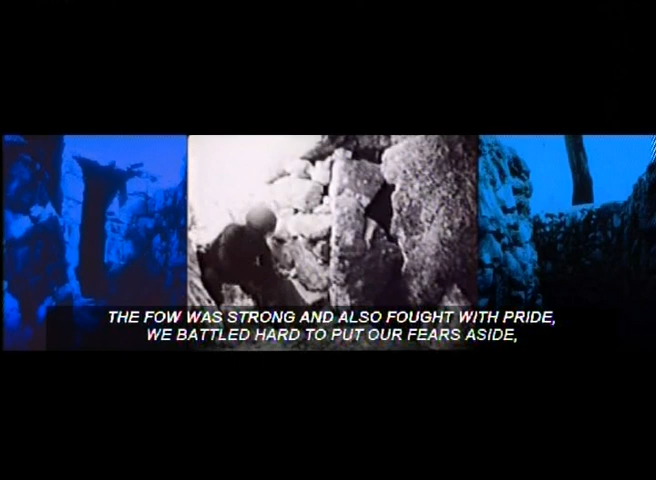 THE FOW WAS STRONG AND ALSO FOUGHT WITH PRIDE,
WE BATTLED HARD TO PUT OUR FEARS ASIDE,